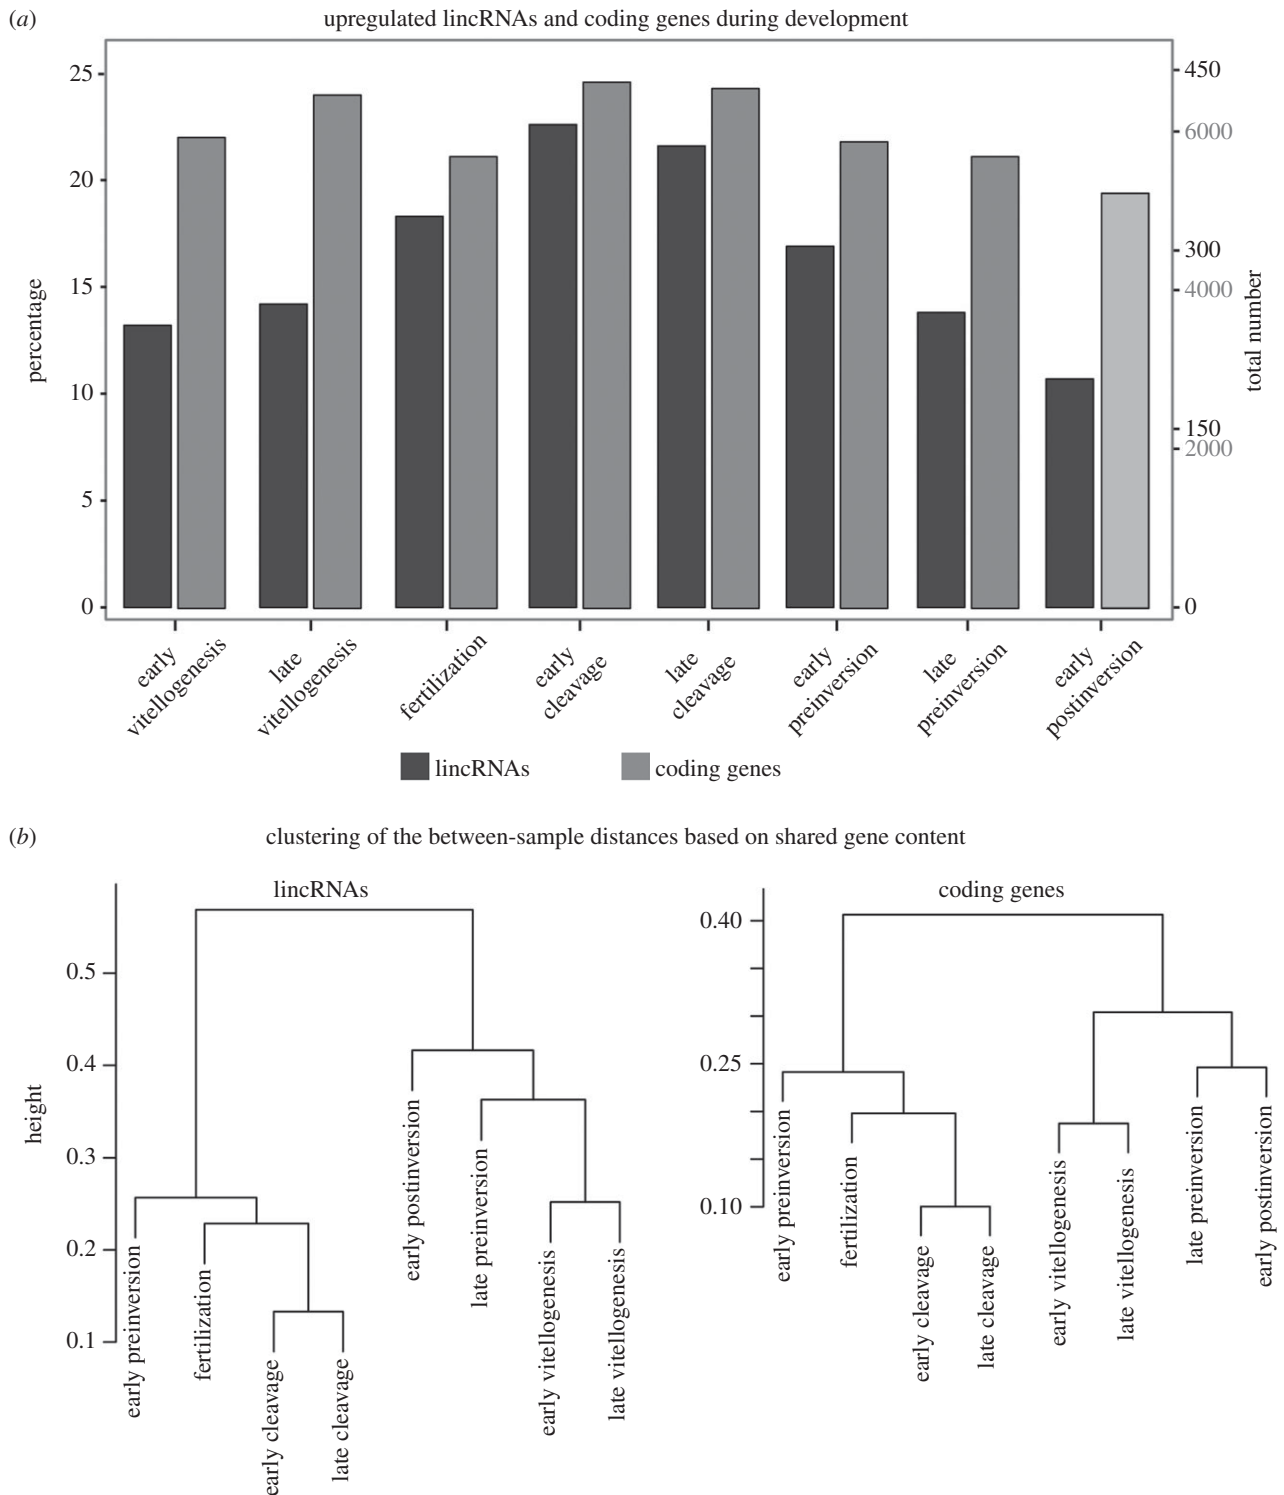 (a) upregulated lincRNAs and coding genes during development
percentage
25
20
15
10
5
0
450
6000
300
4000
150
2000
0
total number
early
vitellogenesis
late
vitellogenesis
fertilization
early
cleavage
late
cleavage
early
preinversion
late
preinversion
early
postinversion
lincRNAs coding genes
(b) clustering of the between-sample distances based on shared gene content
lincRNAs
height
0.5
0.4
0.3
0.2
0.1
early preinversion
fertilization
early cleavage
late cleavage
early postinversion
late preinversion
early vitellogenesis
late vitellogenesis
coding genes
0.40
0.25
0.10
early preinversion
fertilization
early cleavage
late cleavage
early vitellogenesis
late vitellogenesis
late preinversion
early postinversion